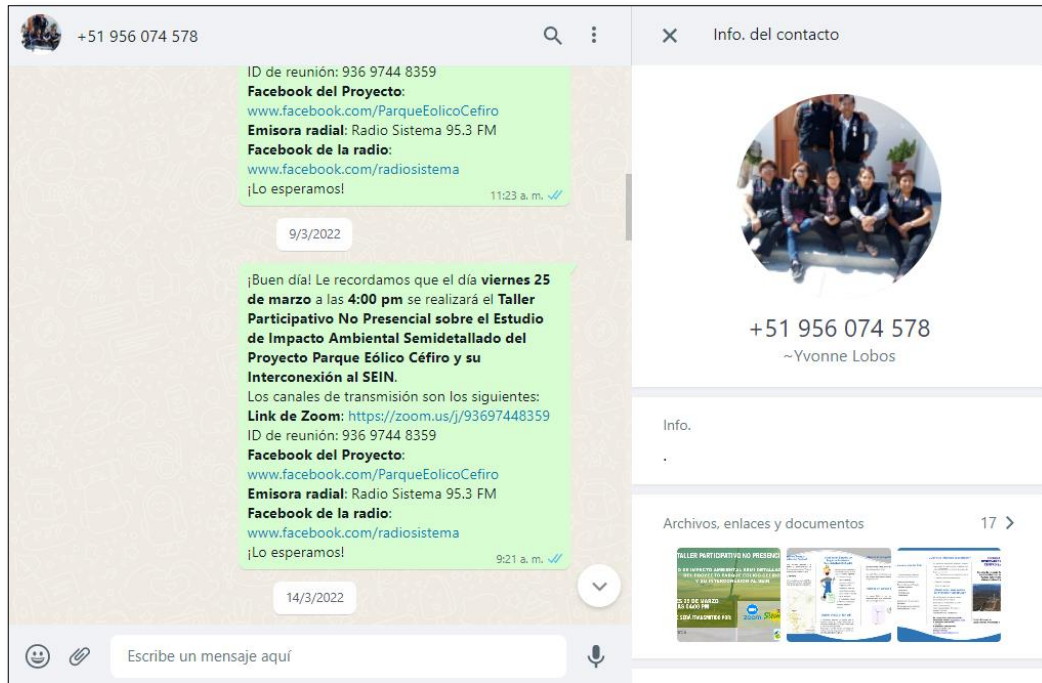 +51 956 074 578
ID de reunión: 936 9744 8359
Facebook del Proyecto:
www.facebook.com/ParqueEolicoCefiro
Emisora radial: Radio Sistema 95.3 FM
Facebook de la radio:
www.facebook.com/radiosistema
¡Lo esperamos!
11:23 a. m.
9/3/2022
¡Buen día! Le recordamos que el día viernes 25
de marzo a las 4:00 pm se realizará el Taller
Participativo No Presencial sobre el Estudio
de Impacto Ambiental Semidetallado del
Proyecto Parque Eólico Céfiro y su
Interconexión al SEIN.
Los canales de transmisión son los siguientes:
Link de Zoom: https://zoom.us/j/93697448359
ID de reunión: 936 9744 8359
Facebook del Proyecto:
www.facebook.com/ParqueEolicoCefiro
Emisora radial: Radio Sistema 95.3 FM
Facebook de la radio:
www.facebook.com/radiosistema
¡Lo esperamos!
9:21 a. m.
14/3/2022
Escribe un mensaje aquí
Info. del contacto
+51 956 074 578
~Yvonne Lobos
Info.
.
Archivos, enlaces y documentos
17
TALLER PARTICIPATIVO NO PRESENC
zoom